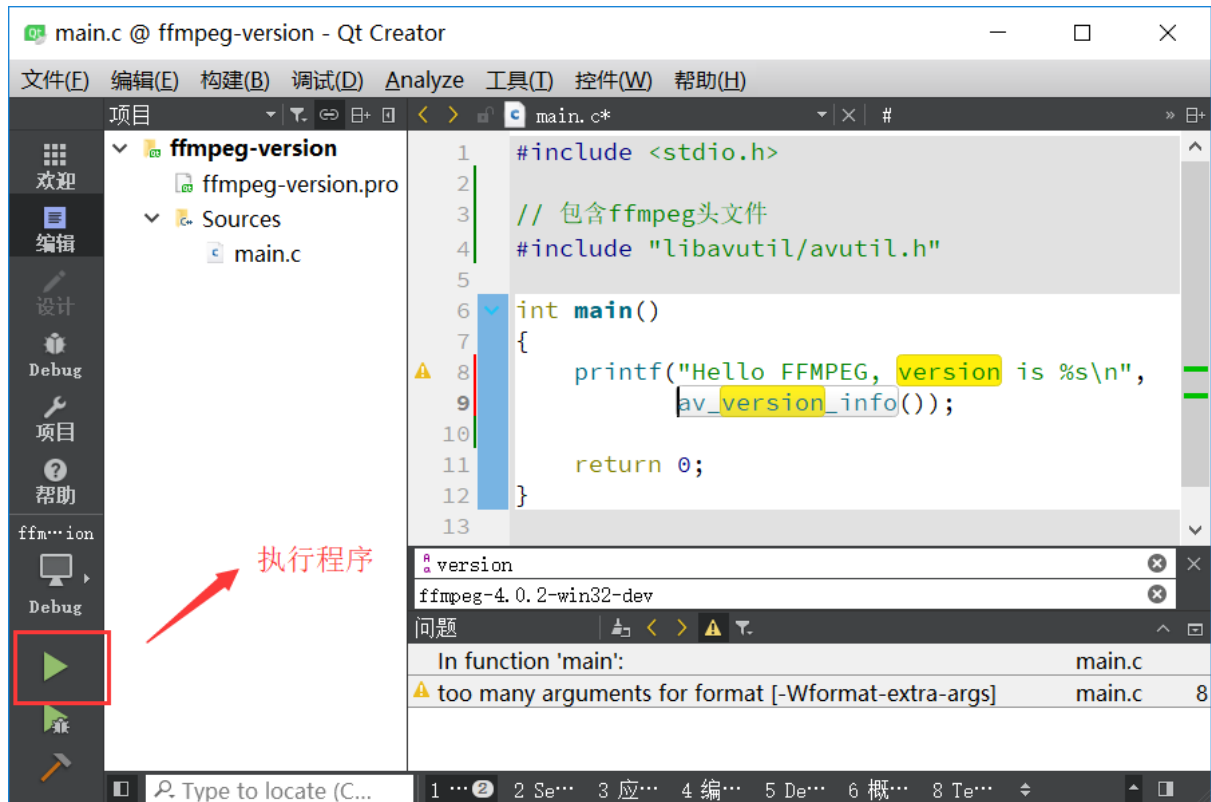 main.c @ ffmpeg-version - Qt Creator
文件(F) 编辑(E) 构建(B) 调试(D) Analyze 工具(T) 控件(W) 帮助(H)
项目
main.c*
#
欢迎
编辑
设计
Debug
项目
帮助
ffm···ion
Debug
ffmpeg-version
ffmpeg-version.pro
Sources
main.c
执行程序
1 #include <stdio.h>
2
3 // 包含ffmpeg头文件
4 #include "libavutil/avutil.h"
5
6 int main()
7 {
8 printf("Hello FFMPEG, version is %s\n",
9 av_version_info());
10
11 return 0;
12 }
13
version
ffmpeg-4.0.2-win32-dev
问题
In function 'main': main.c
too many arguments for format [-Wformat-extra-args] main.c 8
Type to locate (C...
1 ··· 2 2 Se··· 3 应··· 4 编··· 5 De··· 6 概··· 8 Te···